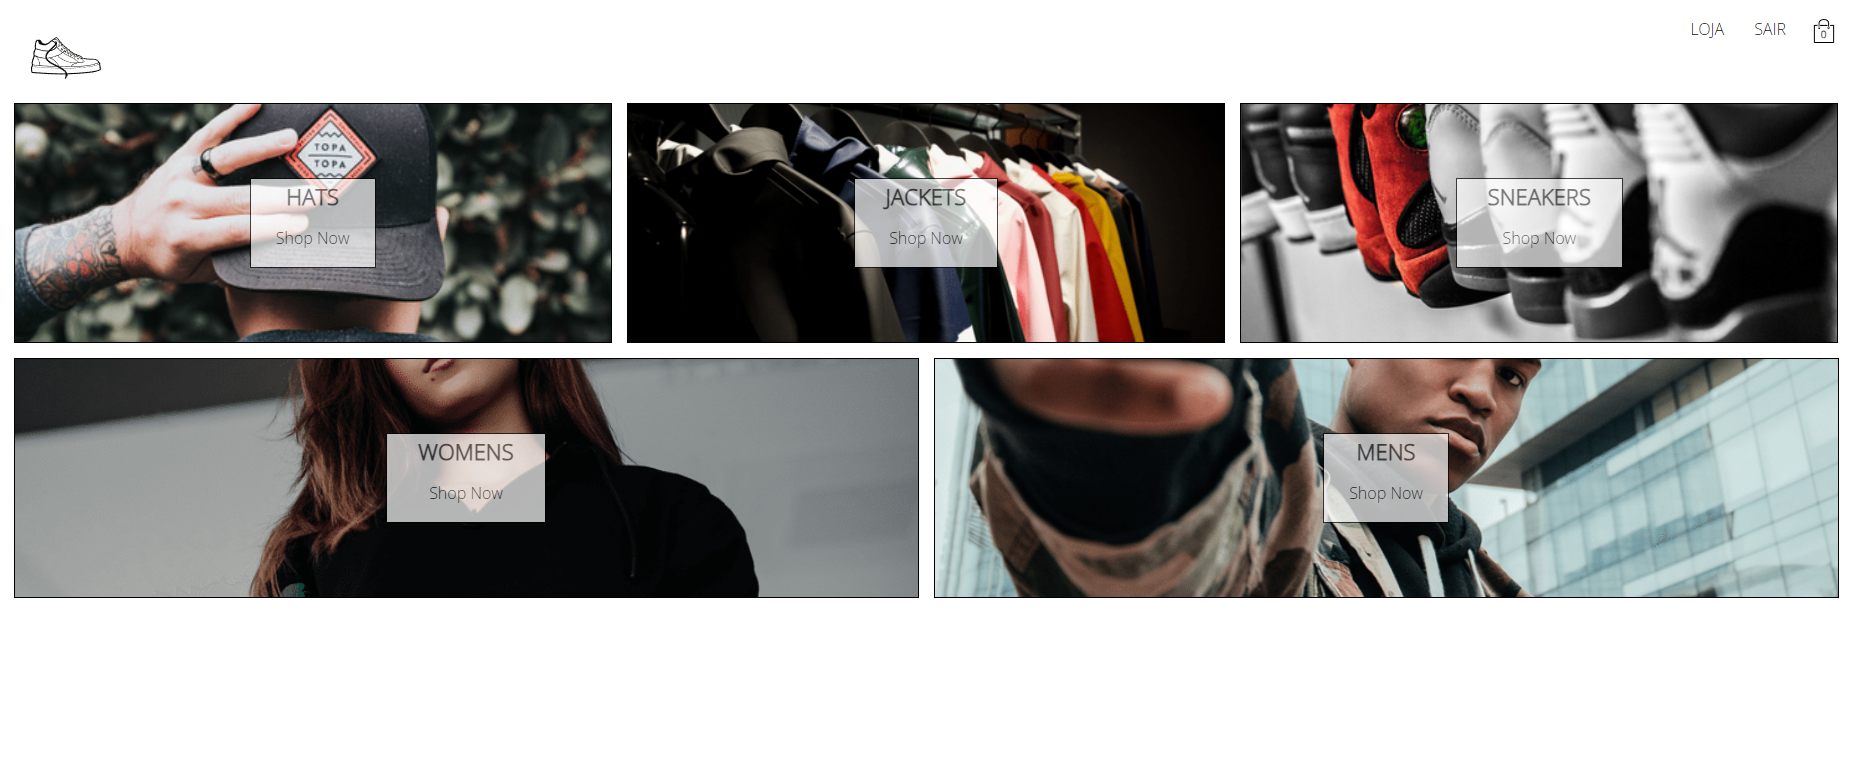 LOJA
SAIR
0
TOPA
TOPA
HATS
Shop Now
JACKETS
Shop Now
SNEAKERS
Shop Now
WOMENS
Shop Now
MENS
Shop Now